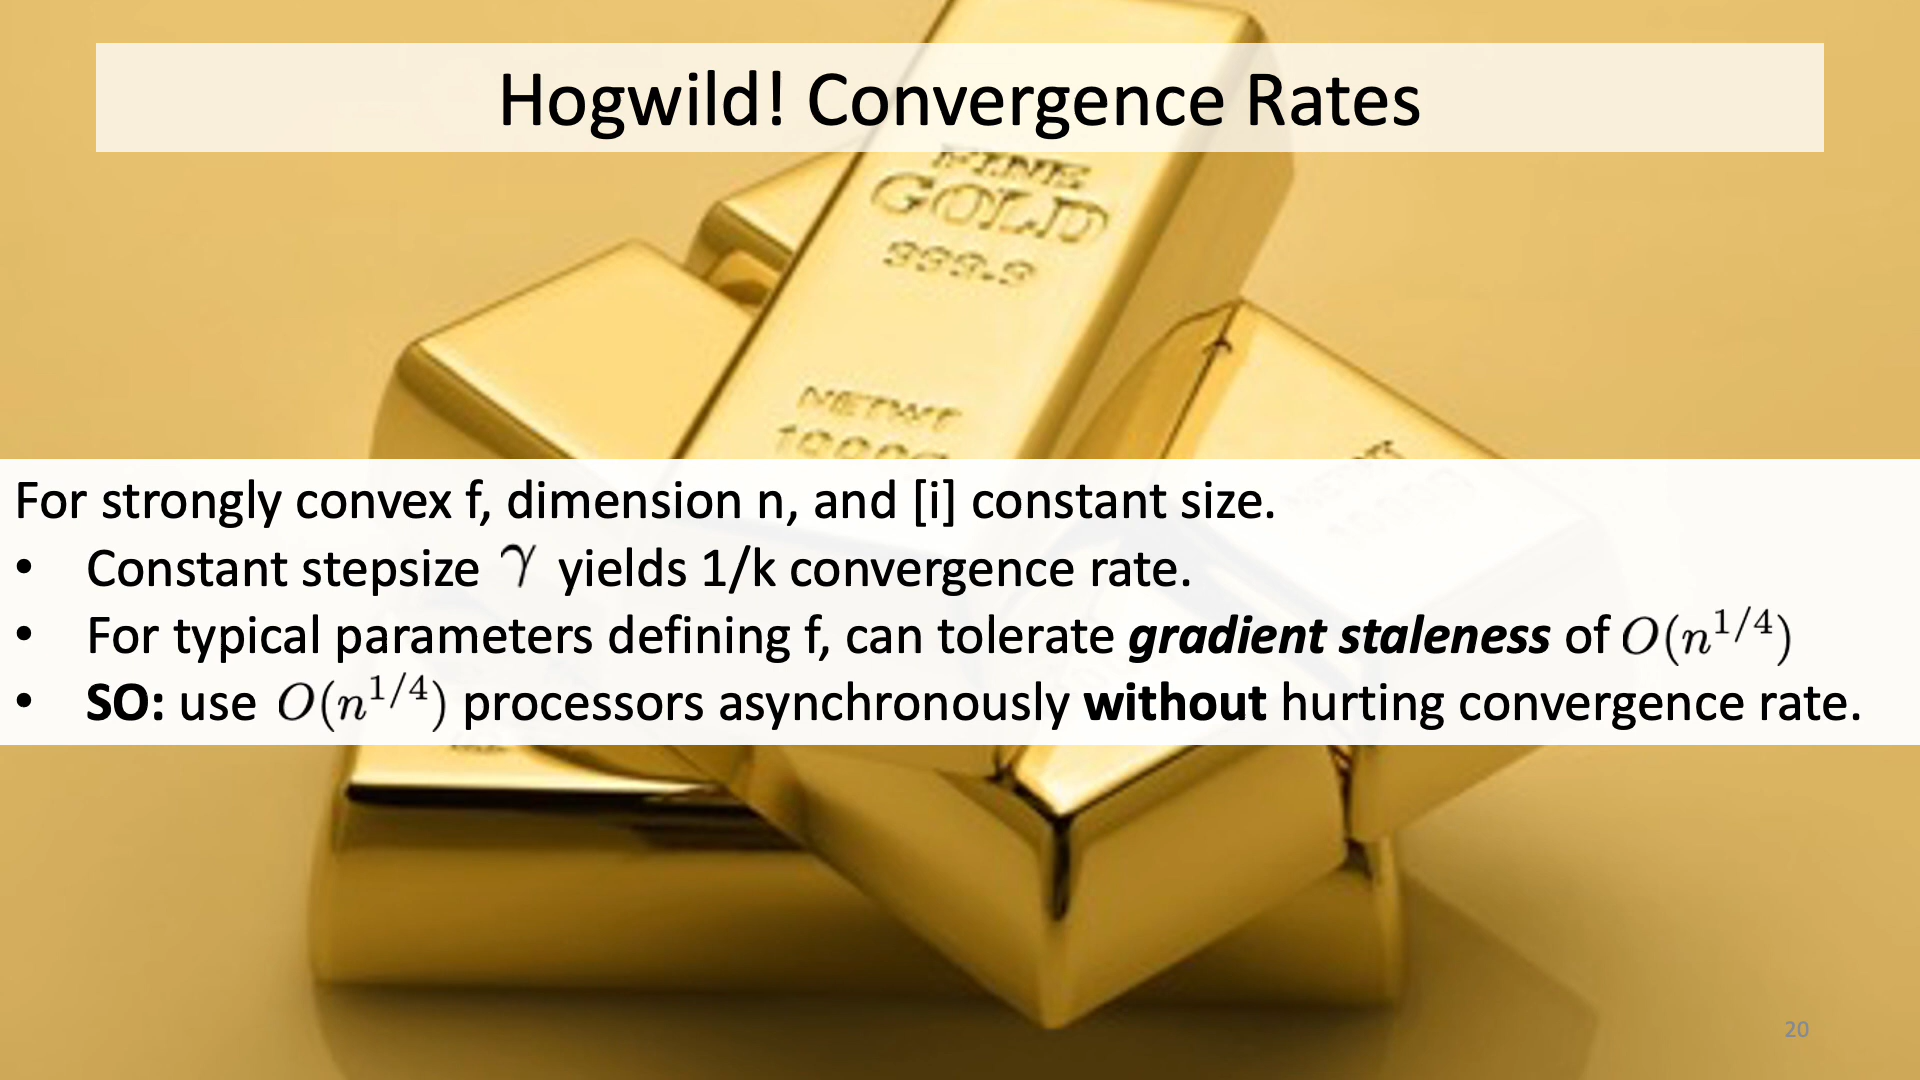 Hogwild! Convergence Rates
FINE
GOLD
999.9
NETWT
For strongly convex f, dimension n, and [i] constant size.
• Constant stepsize γ yields 1/k convergence rate.
• For typical parameters defining f, can tolerate gradient staleness of O(n^{1/4})
• SO: use O(n^{1/4}) processors asynchronously without hurting convergence rate.
20